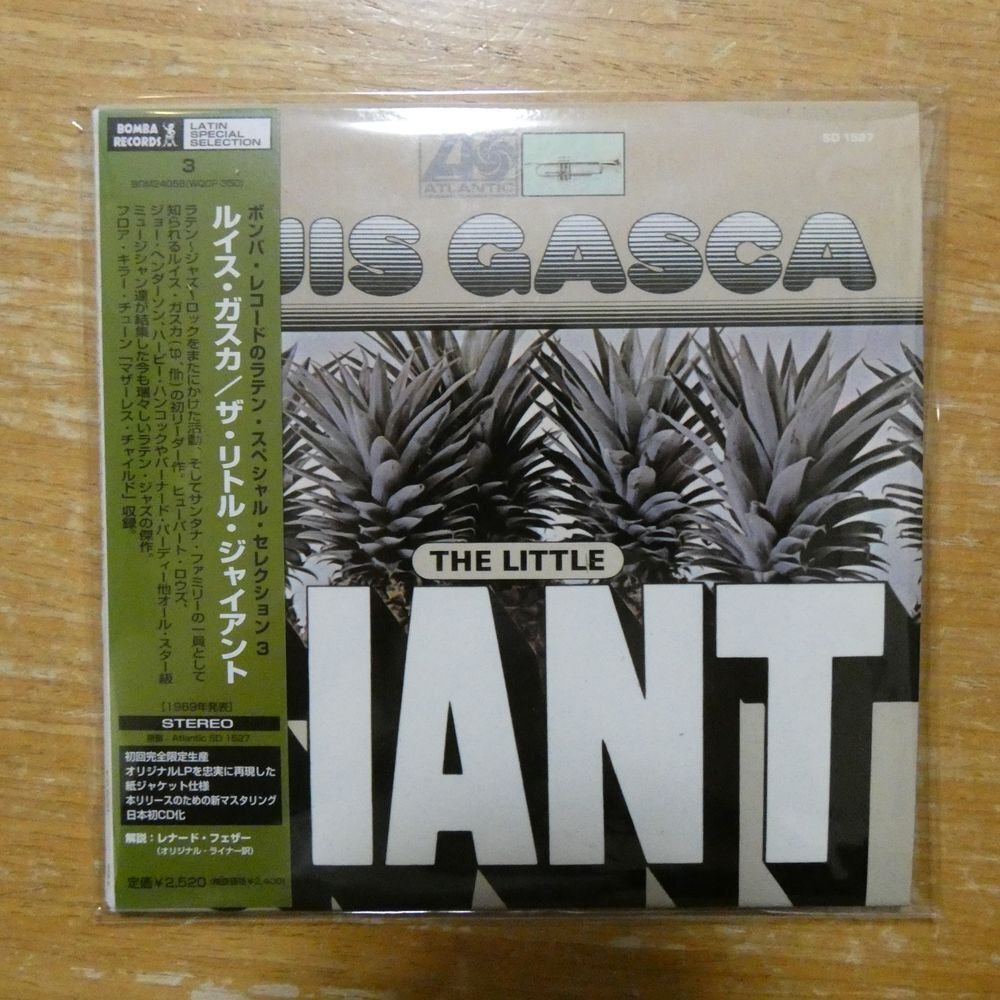 BOMBA RECORDS
LATIN SPECIAL SELECTION
3
BOM24058(WQCP-350)
ボンバ・レコードのラテン・スペシャル・セレクション 3
ルイス・ガスカ/ザ・リトル・ジャイアント
ラテン〜ジャズ〜ロックをまたにかけた活動、そしてサンタナ・ファミリーの一員として
知られるルイス・ガスカ(tp, flh)の初リーダー作。ヒューバート・ロウズ、
ジョー・ヘンダーソン、ハービー・ハンコックやバーナード・パーディー他オール・スター級
ミュージシャン達が結集した今も瑞々しいラテン・ジャズの傑作。
フロア・キラー・チューン「マザーレス・チャイルド」収録。
[1969年発表]
STEREO
原盤:Atlantic SD 1527
初回完全限定生産
オリジナルLPを忠実に再現した
紙ジャケット仕様
本リリースのための新マスタリング
日本初CD化
解説:レナード・フェザー
(オリジナル・ライナー訳)
定価¥2,520(税抜価格¥2,400)
ATLANTIC
SD 1527
UIS GASCA
THE LITTLE
IANT